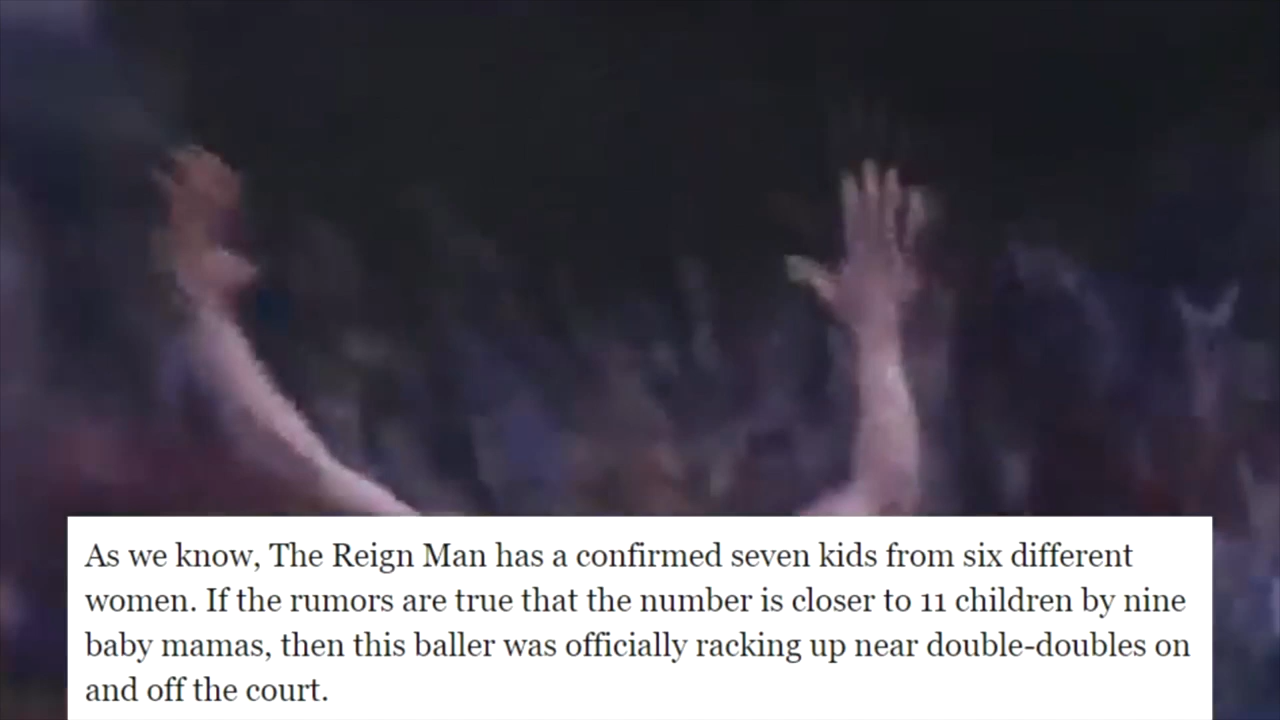 As we know, The Reign Man has a confirmed seven kids from six different
women. If the rumors are true that the number is closer to 11 children by nine
baby mamas, then this baller was officially racking up near double-doubles on
and off the court.